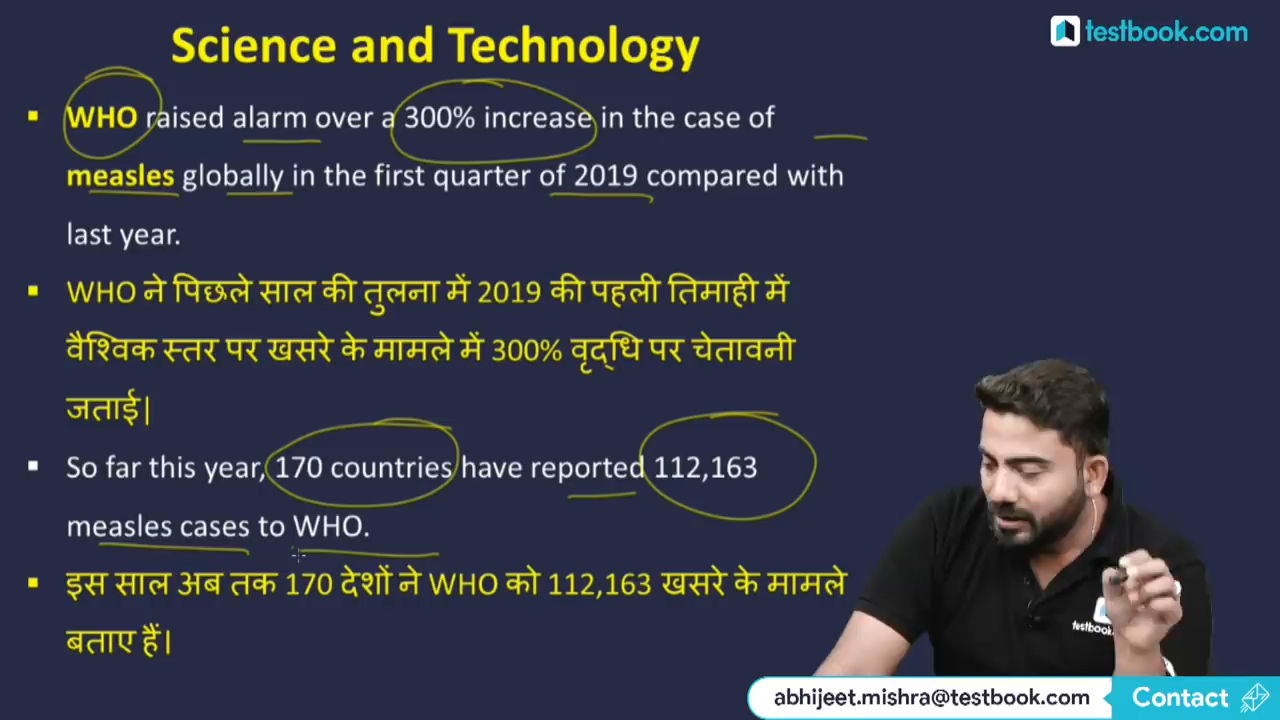 Science and Technology
testbook.com
▪ WHO raised alarm over a 300% increase in the case of
measles globally in the first quarter of 2019 compared with
last year.
▪ WHO ने पिछले साल की तुलना में 2019 की पहली तिमाही में
वैश्विक स्तर पर खसरे के मामले में 300% वृद्धि पर चेतावनी
जताई|
▪ So far this year, 170 countries have reported 112,163
measles cases to WHO.
▪ इस साल अब तक 170 देशों ने WHO को 112,163 खसरे के मामले
बताए हैं।
testbook
abhijeet.mishra@testbook.com
Contact